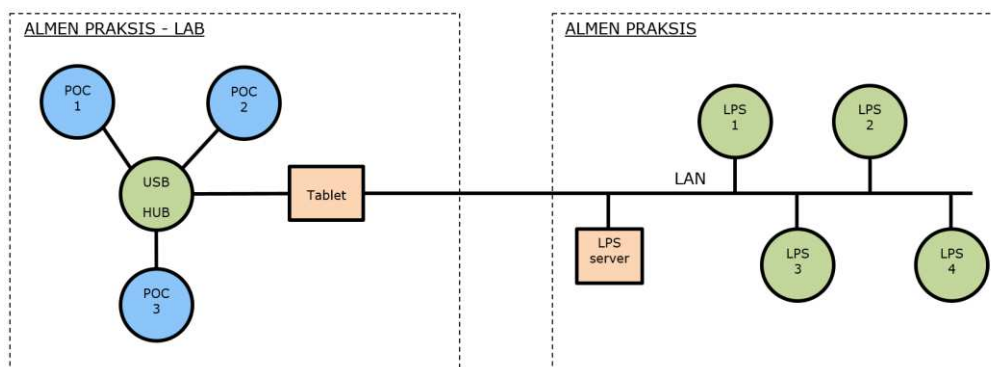 ALMEN PRAKSIS - LAB
POC
1
POC
2
USB
HUB
Tablet
POC
3
ALMEN PRAKSIS
LPS
1
LPS
2
LAN
LPS
server
LPS
3
LPS
4